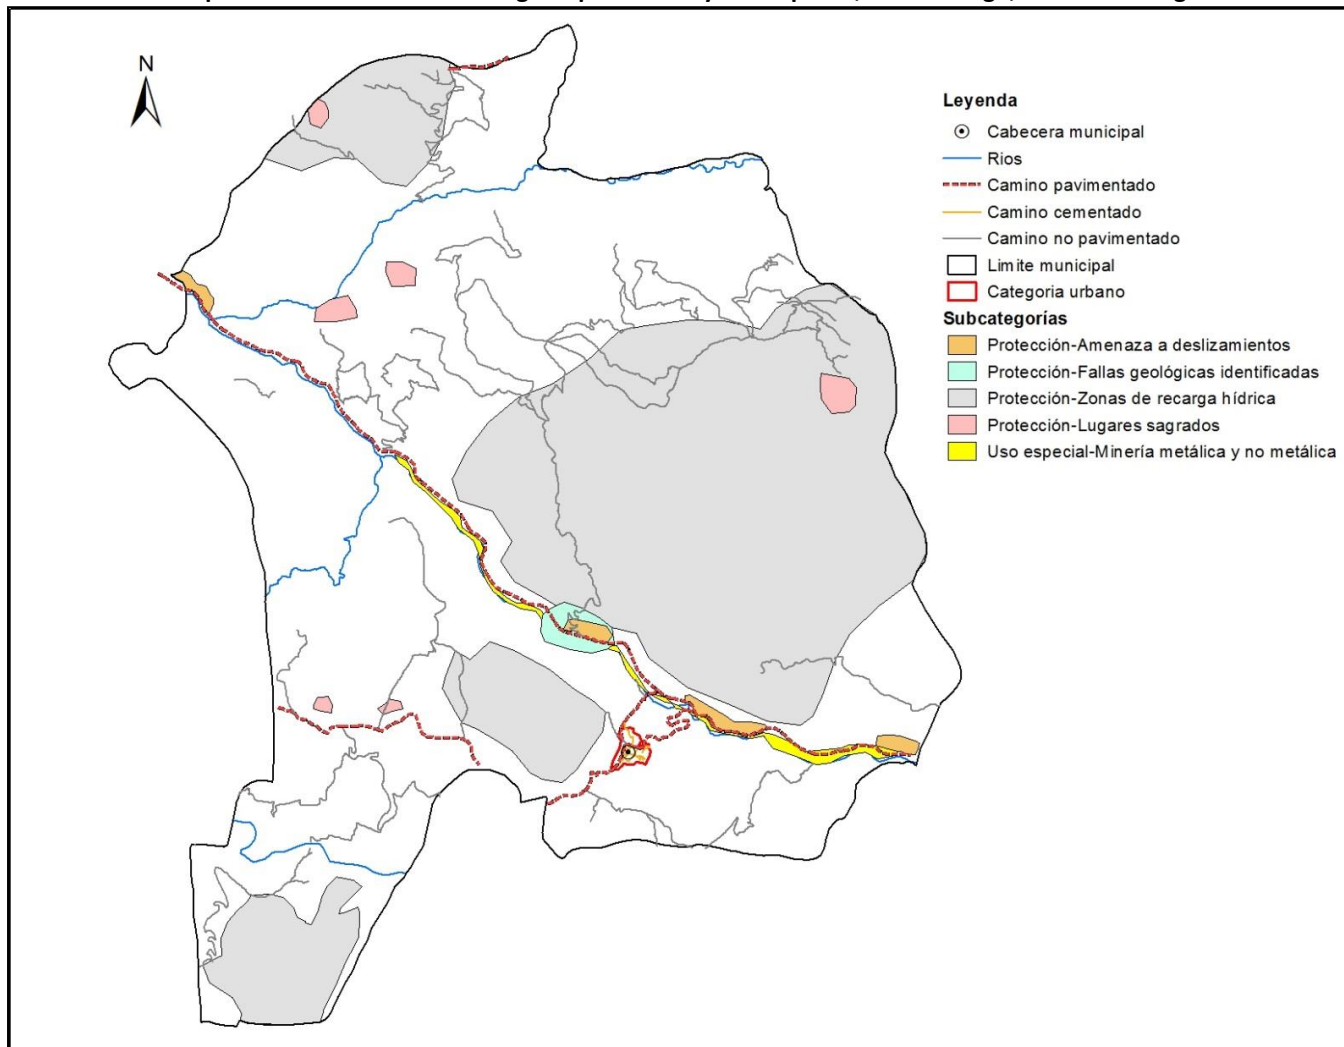 N
Leyenda
Cabecera municipal
Rios
Camino pavimentado
Camino cementado
Camino no pavimentado
Limite municipal
Categoria urbano
Subcategorías
Protección-Amenaza a deslizamientos
Protección-Fallas geológicas identificadas
Protección-Zonas de recarga hídrica
Protección-Lugares sagrados
Uso especial-Minería metálica y no metálica